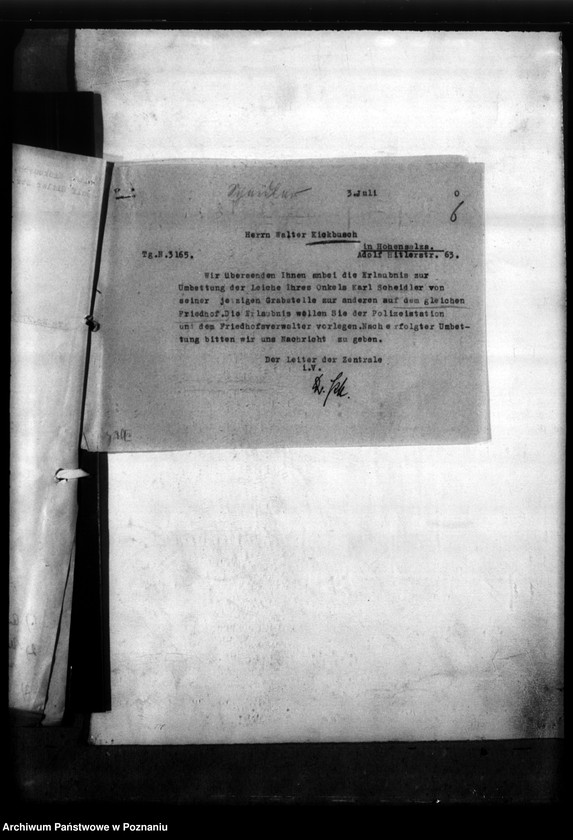 Scheidler
3.Juli 0
6
Herrn Walter Kickbusch
in Hohensalza.
Tg.N.3165. Adolf Hitlerstr. 63.
Wir übersenden Ihnen anbei die Erlaubnis zur
Umbettung der Leiche ihres Onkels Karl Scheidler von
seiner jetzigen Grabstelle zur anderen auf dem gleichen
Friedhof.Die Erlaubnis wollen Sie der Polizeistation
und dem Friedhofsverwalter vorlegen.Nach erfolgter Umbet-
tung bitten wir uns Nachricht zu geben.
Der Leiter der Zentrale
i.V.
Archiwum Państwowe w Poznaniu